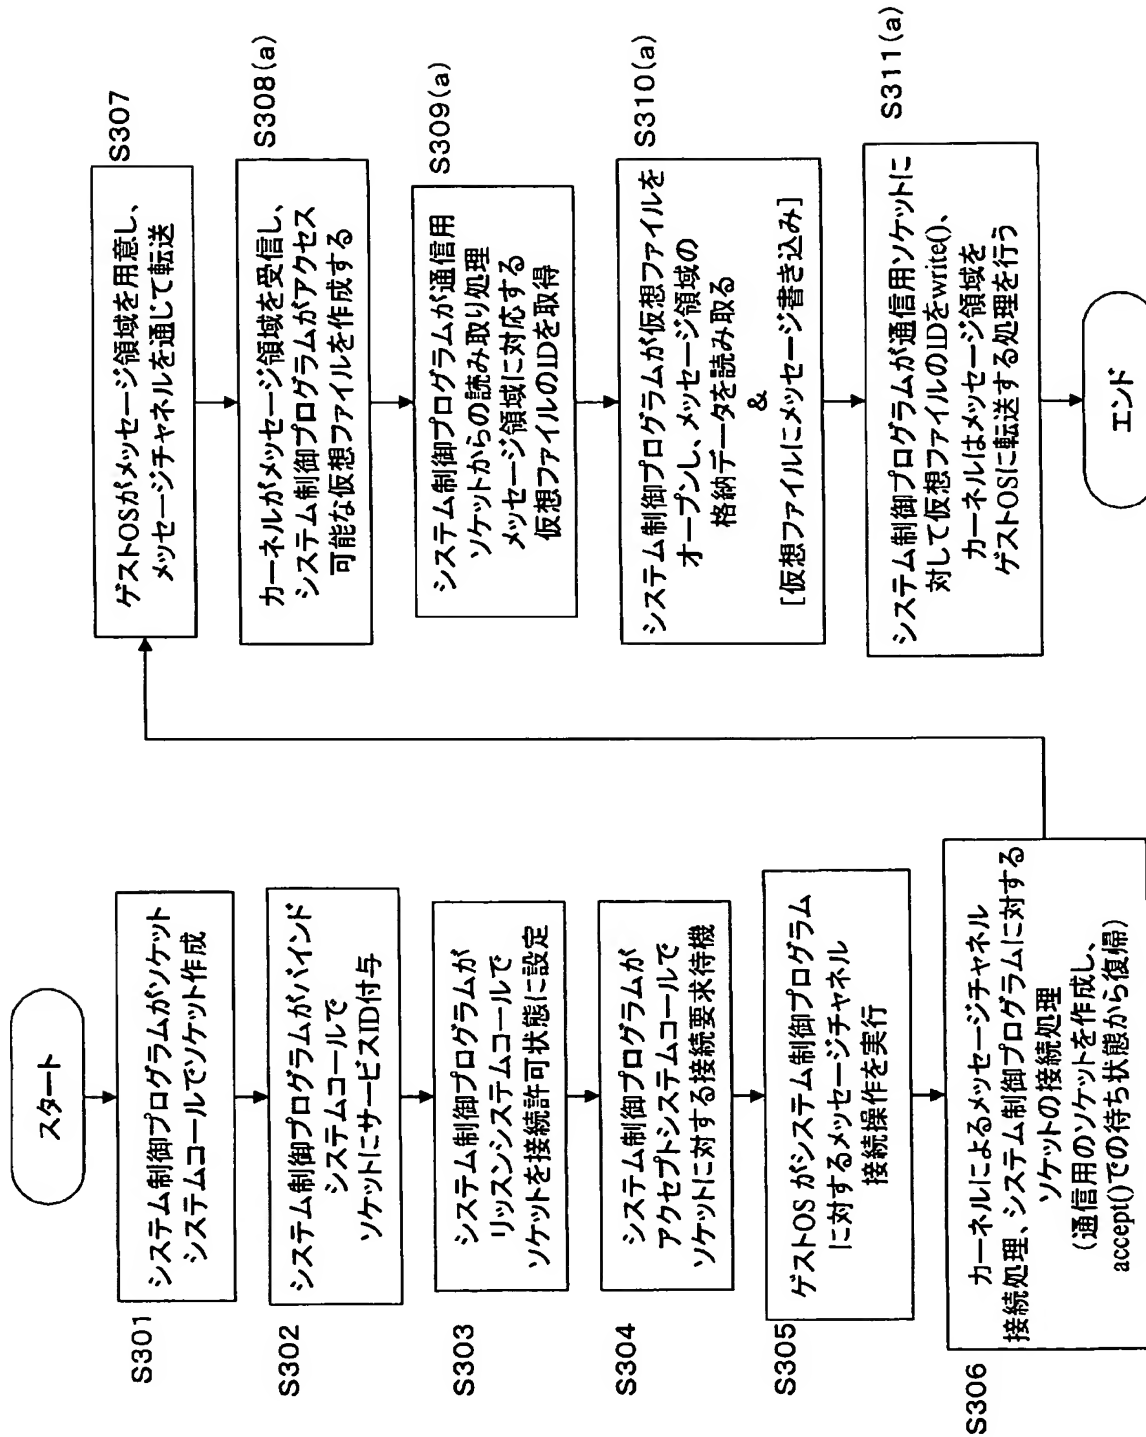 スタート
S301
システム制御プログラムがソケット
システムコールでソケット作成
S302
システム制御プログラムがバインド
システムコールで
ソケットにサービスID付与
S303
システム制御プログラムが
リッスンシステムコールで
ソケットを接続許可状態に設定
S304
システム制御プログラムが
アクセプトシステムコールで
ソケットに対する接続要求待機
S305
ゲストOS がシステム制御プログラム
に対するメッセージチャンネル
接続操作を実行
S306
カーネルによるメッセージチャンネル
接続処理、システム制御プログラムに対する
ソケットの接続処理
(通信用のソケットを作成し、
accept()での待ち状態から復帰)
S307
ゲストOSがメッセージ領域を用意し、
メッセージチャネルを通じて転送
S308(a)
カーネルがメッセージ領域を受信し、
システム制御プログラムがアクセス
可能な仮想ファイルを作成する
S309(a)
システム制御プログラムが通信用
ソケットからの読み取り処理
メッセージ領域に対応する
仮想ファイルのIDを取得
S310(a)
システム制御プログラムが仮想ファイルを
オープンし、メッセージ領域の
格納データを読み取る
&
[仮想ファイルにメッセージ書き込み]
S311(a)
システム制御プログラムが通信用ソケットに
対して仮想ファイルのIDをwrite()、
カーネルはメッセージ領域を
ゲストOSに転送する処理を行う
エンド